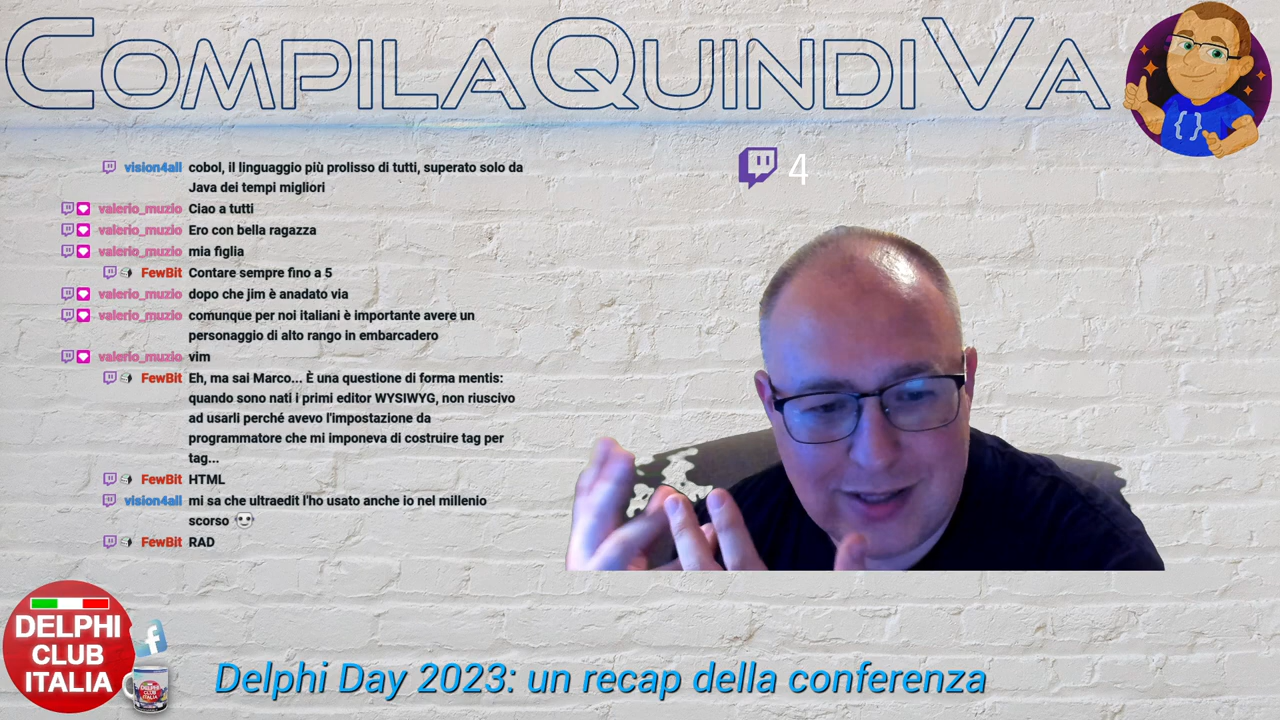 CompilaQuindiVa
4
vision4all cobol, il linguaggio più prolisso di tutti, superato solo da
Java dei tempi migliori
valerio_muzio Ciao a tutti
valerio_muzio Ero con bella ragazza
valerio_muzio mia figlia
FewBit Contare sempre fino a 5
valerio_muzio dopo che jim è anadato via
valerio_muzio comunque per noi italiani è importante avere un
personaggio di alto rango in embarcadero
valerio_muzio vim
FewBit Eh, ma sai Marco... È una questione di forma mentis:
quando sono nati i primi editor WYSIWYG, non riuscivo
ad usarli perché avevo l'impostazione da
programmatore che mi imponeva di costruire tag per
tag...
FewBit HTML
vision4all mi sa che ultraedit l'ho usato anche io nel millenio
scorso
FewBit RAD
DELPHI
CLUB
ITALIA
DELPHI
CLUB
ITALIA
Delphi Day 2023: un recap della conferenza
{ }